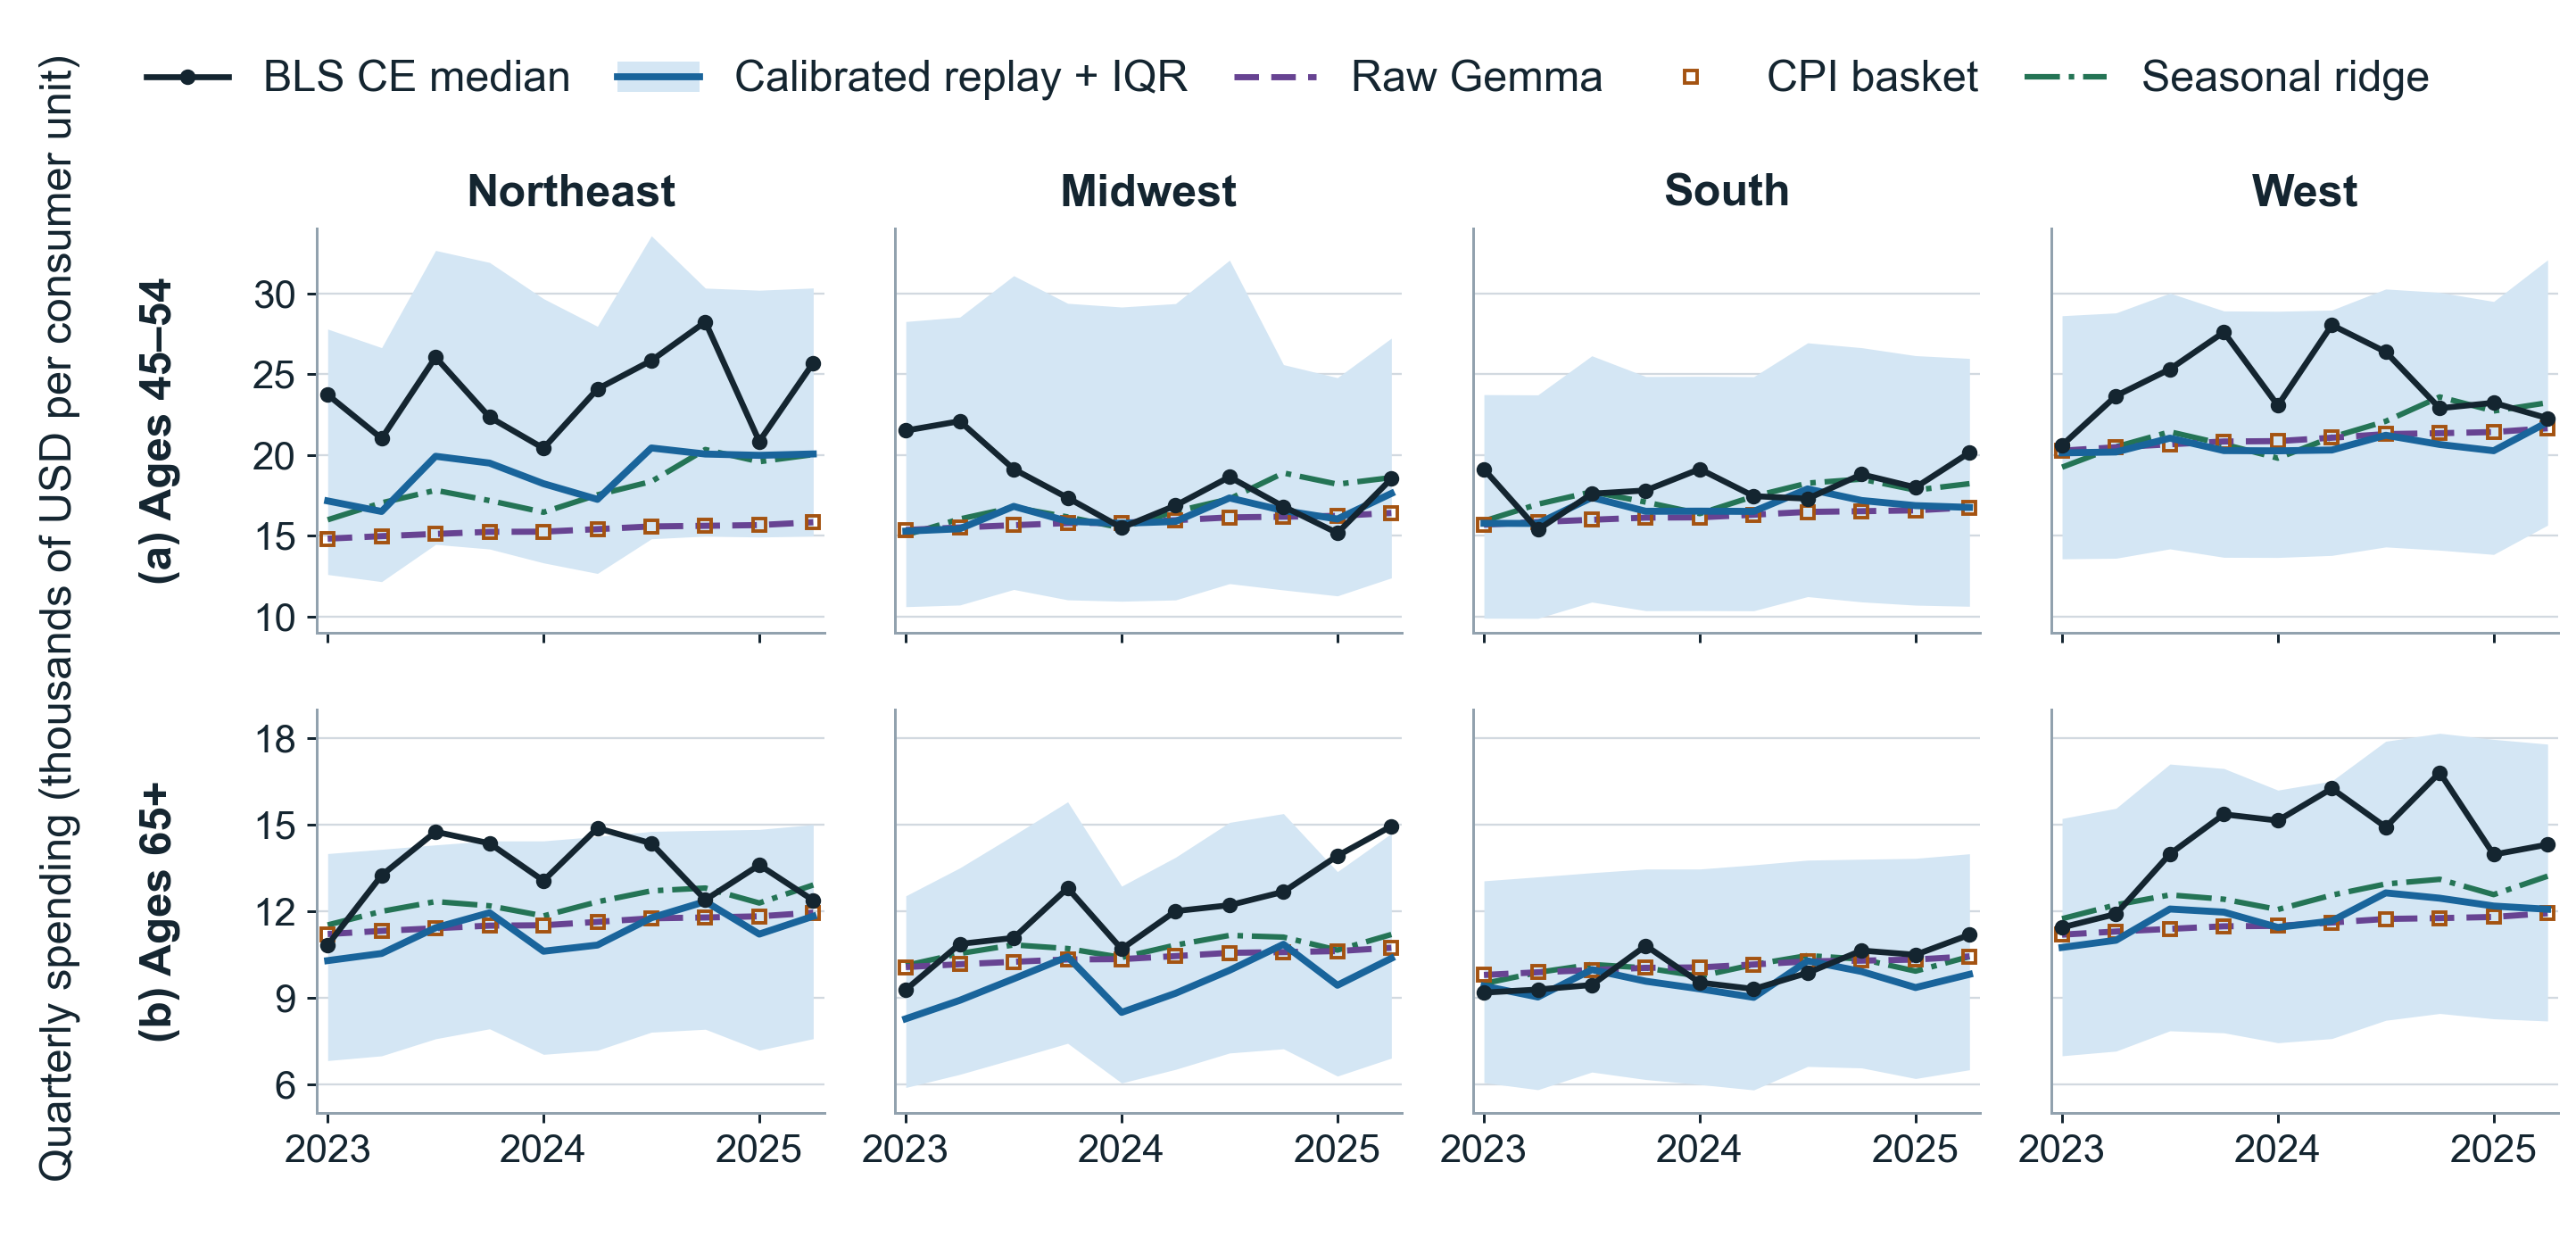 BLS CE median Calibrated replay + IQR Raw Gemma CPI basket Seasonal ridge
Quarterly spending (thousands of USD per consumer unit)
Northeast Midwest South West
(a) Ages 45–54
30
25
20
15
10
(b) Ages 65+
18
15
12
9
6
2023 2024 2025 2023 2024 2025 2023 2024 2025 2023 2024 2025